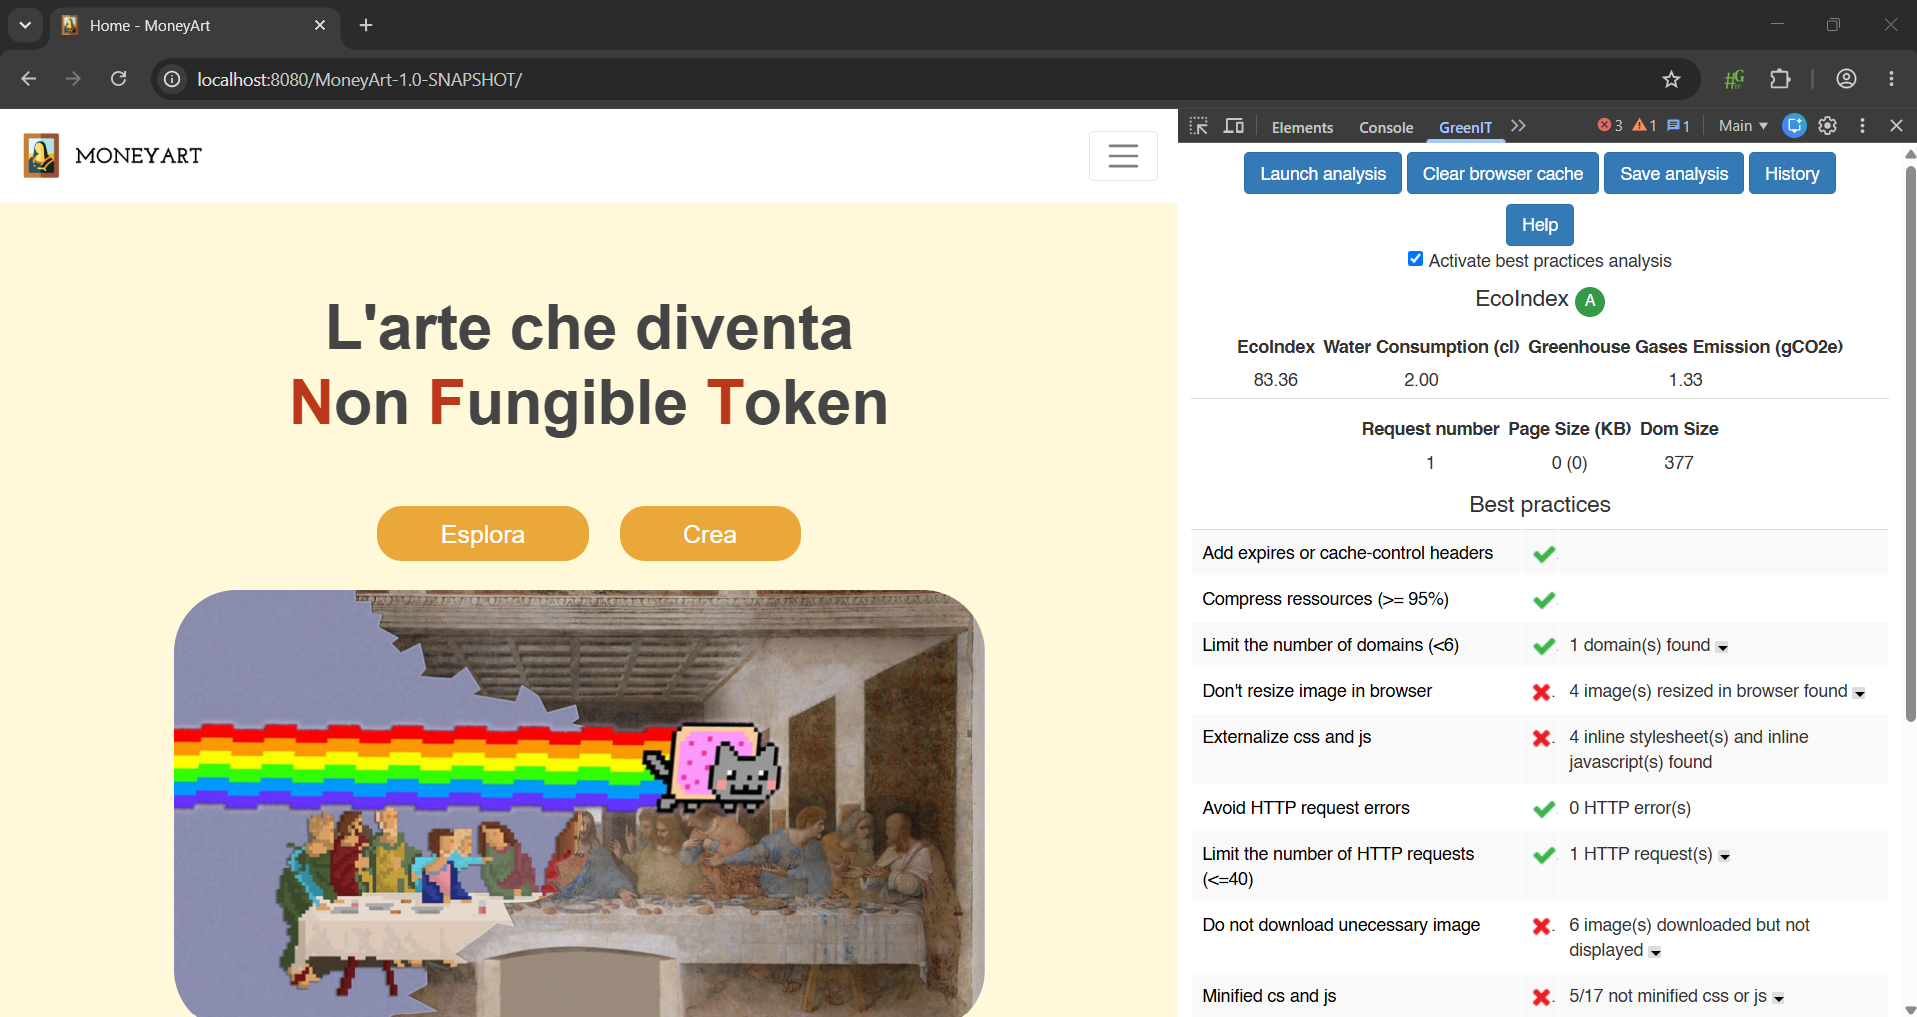 Home - MoneyArt
localhost:8080/MoneyArt-1.0-SNAPSHOT/
MONEYART
L'arte che diventa
Non Fungible Token
Esplora
Crea
Elements
Console
GreenIT
3
1
1
Main
Launch analysis
Clear browser cache
Save analysis
History
Help
Activate best practices analysis
EcoIndex A
EcoIndex Water Consumption (cl) Greenhouse Gases Emission (gCO2e)
83.36 2.00 1.33
Request number Page Size (KB) Dom Size
1 0 (0) 377
Best practices
Add expires or cache-control headers
Compress ressources (>= 95%)
Limit the number of domains (<6) 1 domain(s) found
Don't resize image in browser 4 image(s) resized in browser found
Externalize css and js 4 inline stylesheet(s) and inline
javascript(s) found
Avoid HTTP request errors 0 HTTP error(s)
Limit the number of HTTP requests 1 HTTP request(s)
(<=40)
Do not download unecessary image 6 image(s) downloaded but not
displayed
Minified cs and js 5/17 not minified css or js